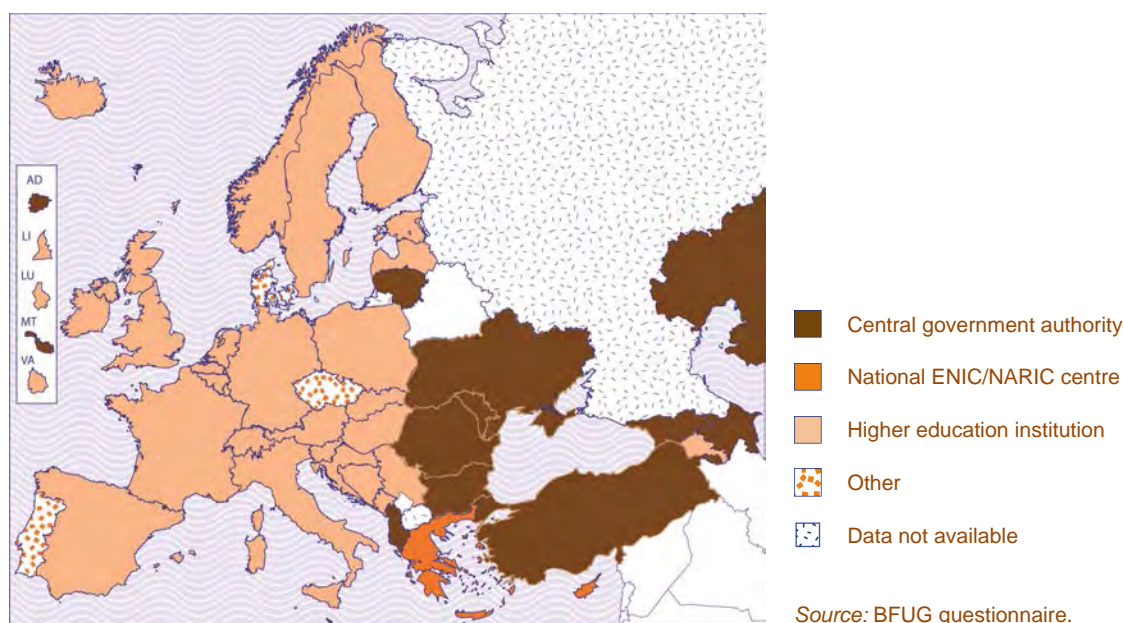 AD
LI
LU
MT
VA
Central government authority
National ENIC/NARIC centre
Higher education institution
Other
Data not available
Source: BFUG questionnaire.